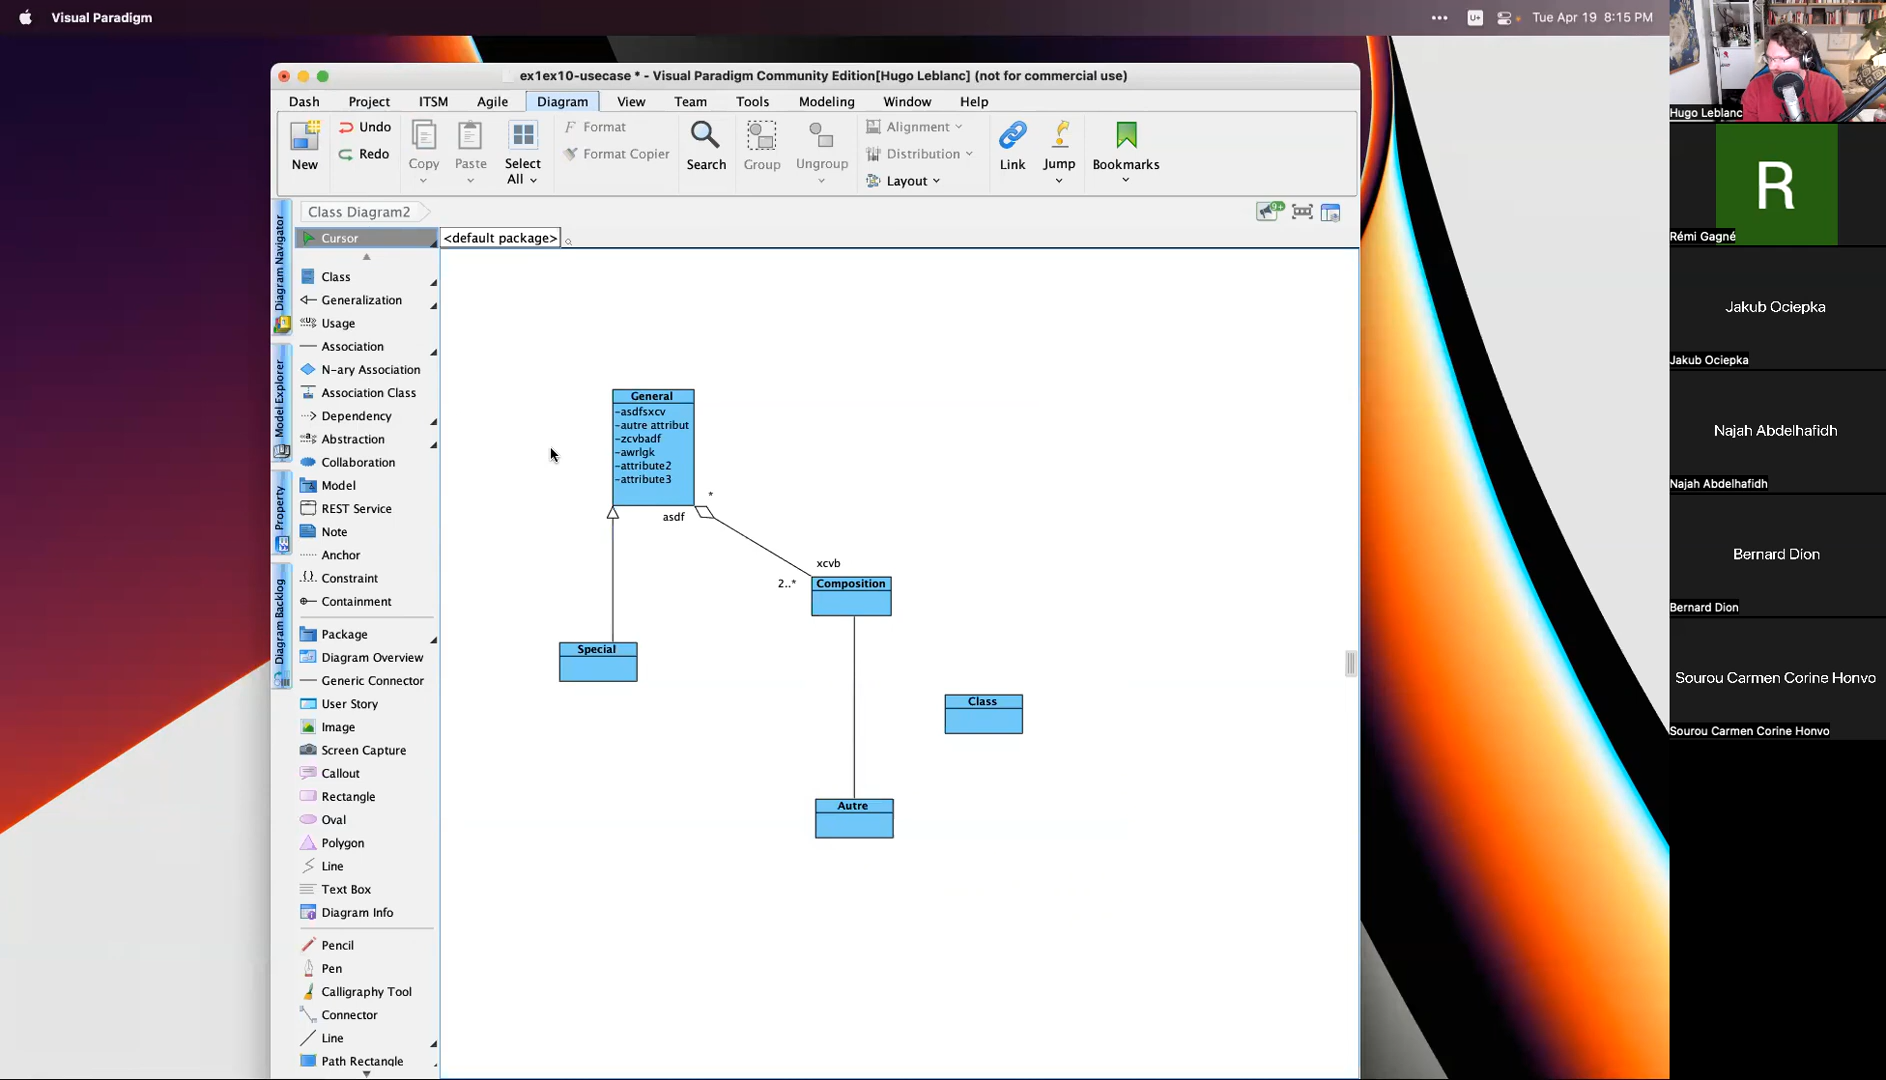 Visual Paradigm
Tue Apr 19 8:15 PM
ex1ex10-usecase * - Visual Paradigm Community Edition[Hugo Leblanc] (not for commercial use)
Dash Project ITSM Agile Diagram View Team Tools Modeling Window Help
New
Undo
Redo
Copy
Paste
Select
All
Format
Format Copier
Search
Group
Ungroup
Alignment
Distribution
Layout
Link
Jump
Bookmarks
Class Diagram2
9+
Diagram Navigator
Model Explorer
Property
Diagram Backlog
Cursor
<default package>
Class
Generalization
Usage
Association
N-ary Association
Association Class
Dependency
Abstraction
Collaboration
Model
REST Service
Note
Anchor
Constraint
Containment
Package
Diagram Overview
Generic Connector
User Story
Image
Screen Capture
Callout
Rectangle
Oval
Polygon
Line
Text Box
Diagram Info
Pencil
Pen
Calligraphy Tool
Connector
Line
Path Rectangle
General
-asdfsxcv
-autre attribut
-zcvbadf
-awrlgk
-attribute2
-attribute3
*
asdf
xcvb
2..*
Composition
Special
Class
Autre
Hugo Leblanc
R
Rémi Gagné
Jakub Ociepka
Jakub Ociepka
Najah Abdelhafidh
Najah Abdelhafidh
Bernard Dion
Bernard Dion
Sourou Carmen Corine Honvo
Sourou Carmen Corine Honvo